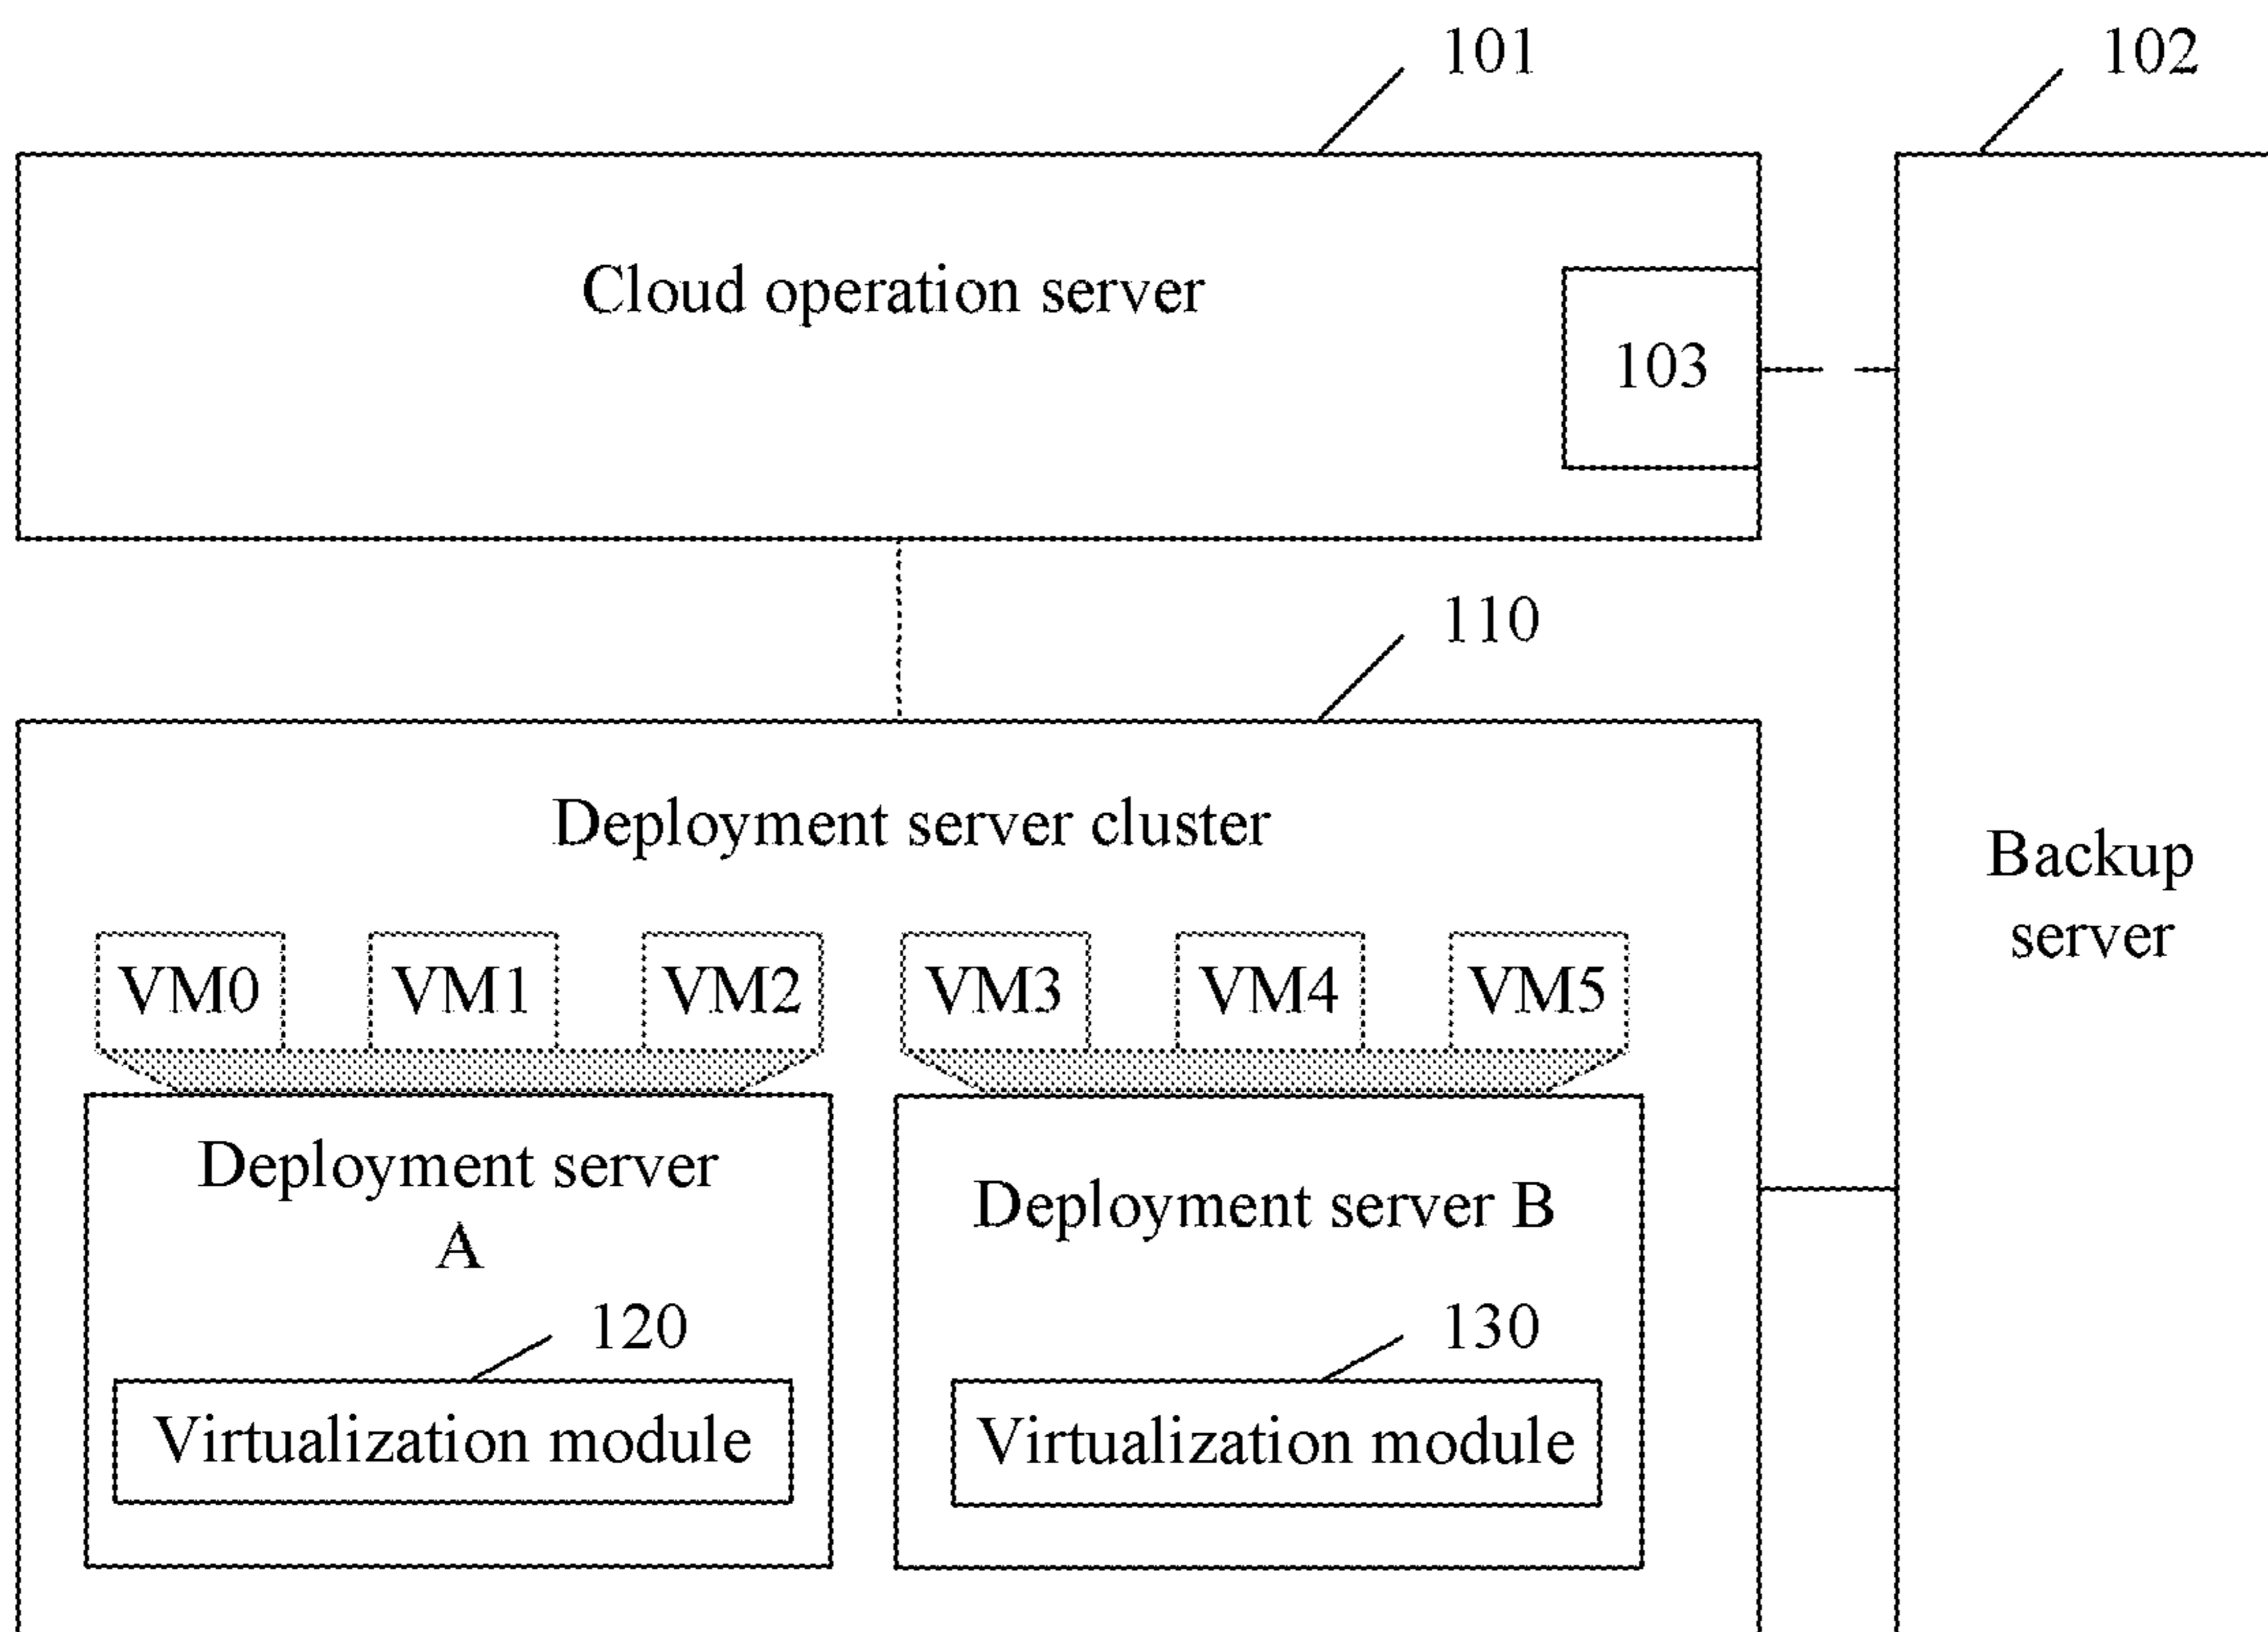 101
102
Cloud operation server
103
110
Deployment server cluster
Backup
server
VM0 VM1 VM2 VM3 VM4 VM5
Deployment server
A
Deployment server B
120
130
Virtualization module
Virtualization module